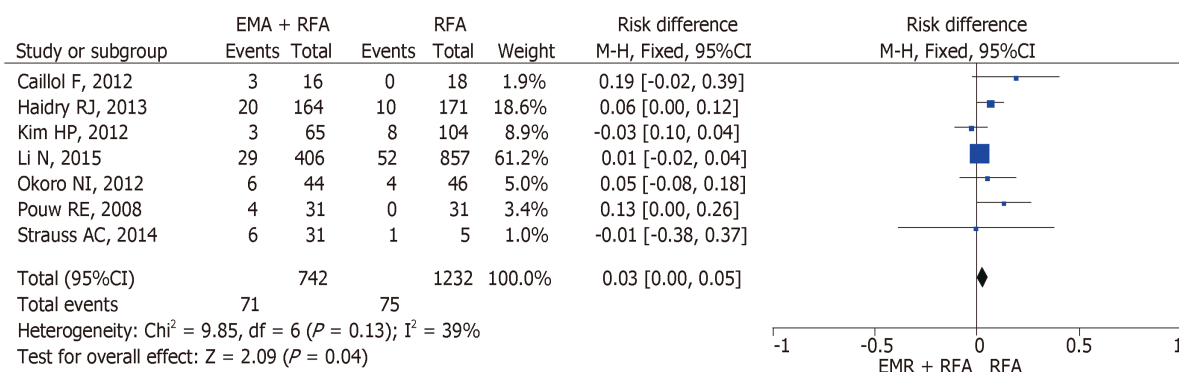 EMA + RFA RFA Risk difference Risk difference
Study or subgroup Events Total Events Total Weight M-H, Fixed, 95%CI M-H, Fixed, 95%CI
Caillol F, 2012 3 16 0 18 1.9% 0.19 [-0.02, 0.39]
Haidry RJ, 2013 20 164 10 171 18.6% 0.06 [0.00, 0.12]
Kim HP, 2012 3 65 8 104 8.9% -0.03 [0.10, 0.04]
Li N, 2015 29 406 52 857 61.2% 0.01 [-0.02, 0.04]
Okoro NI, 2012 6 44 4 46 5.0% 0.05 [-0.08, 0.18]
Pouw RE, 2008 4 31 0 31 3.4% 0.13 [0.00, 0.26]
Strauss AC, 2014 6 31 1 5 1.0% -0.01 [-0.38, 0.37]
Total (95%CI) 742 1232 100.0% 0.03 [0.00, 0.05]
Total events 71 75
Heterogeneity: Chi² = 9.85, df = 6 (P = 0.13); I² = 39%
Test for overall effect: Z = 2.09 (P = 0.04)
-1 -0.5 0 0.5 1
EMR + RFA RFA